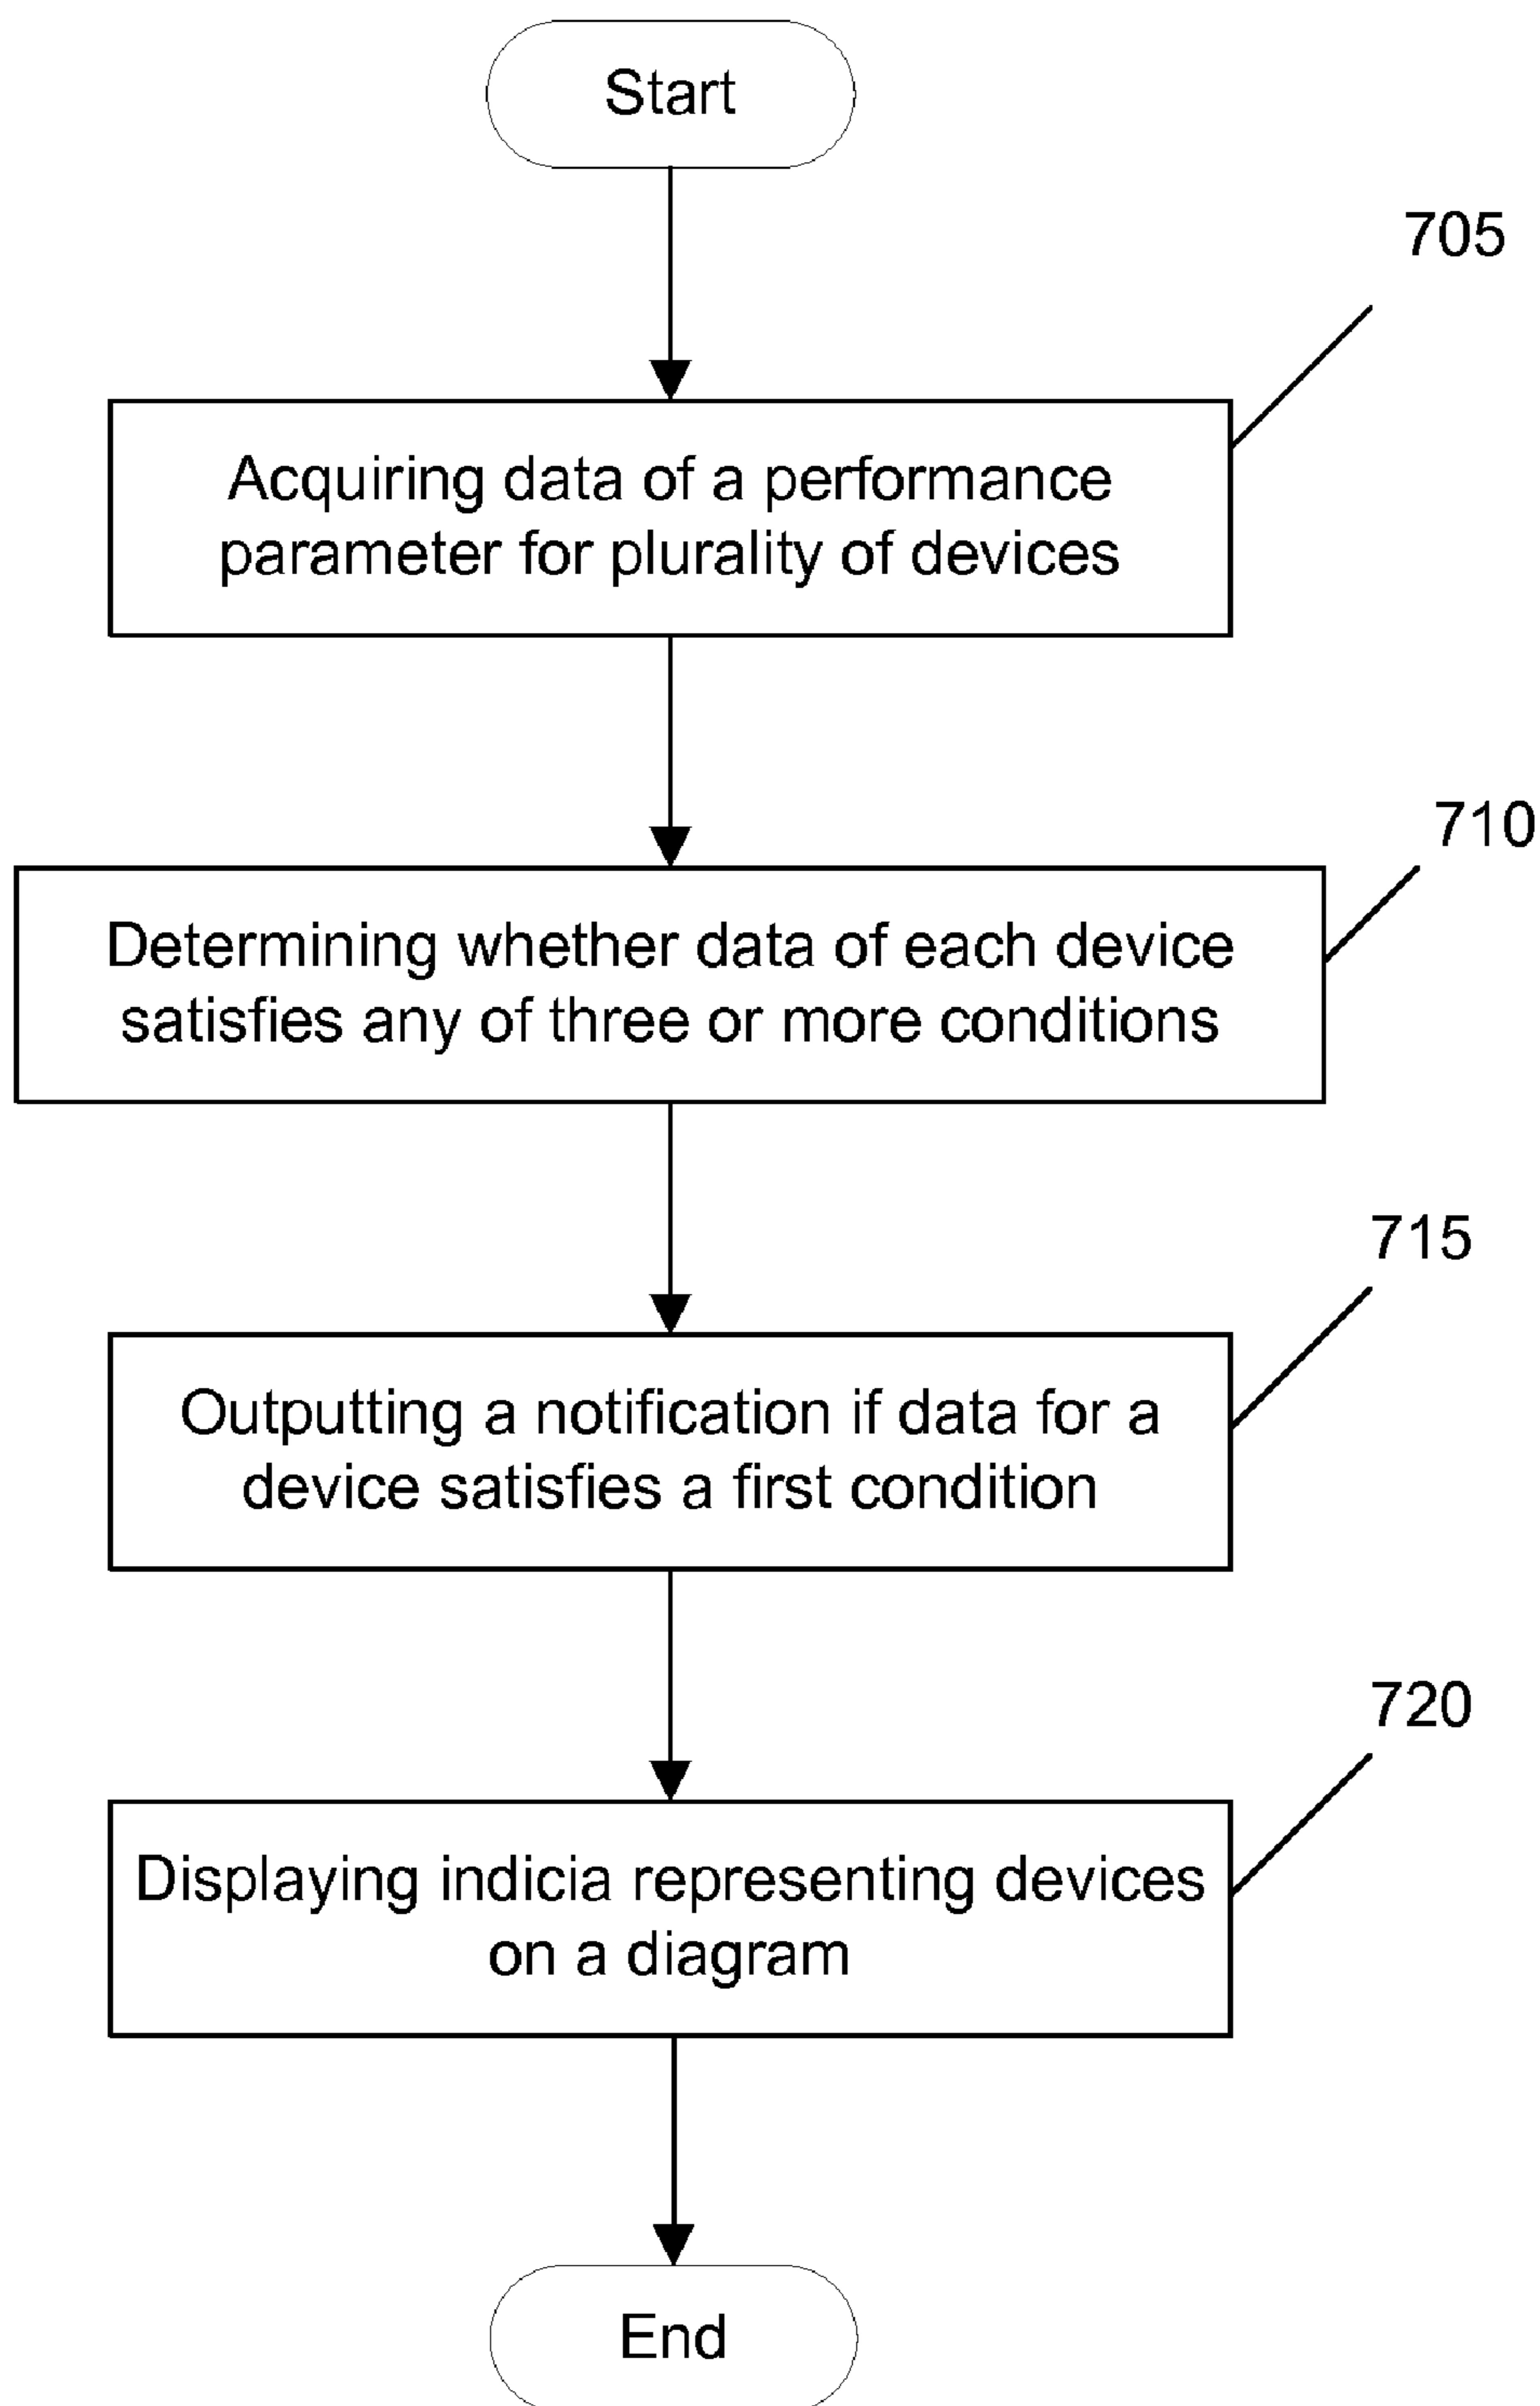 Start
705
Acquiring data of a performance
parameter for plurality of devices
710
Determining whether data of each device
satisfies any of three or more conditions
715
Outputting a notification if data for a
device satisfies a first condition
720
Displaying indicia representing devices
on a diagram
End